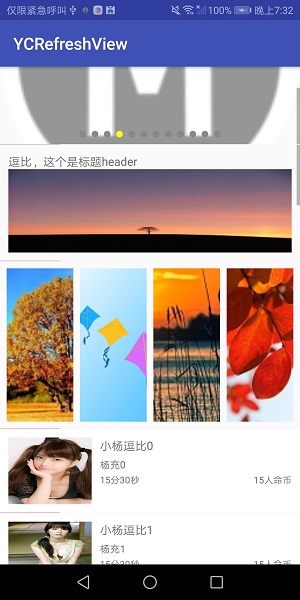 仅限紧急呼叫 100% 晚上7:32
YCRefreshView
逗比，这个是标题header
小杨逗比0
杨充0
15分30秒 15人命币
小杨逗比1
杨充1
15分30秒 15人命币